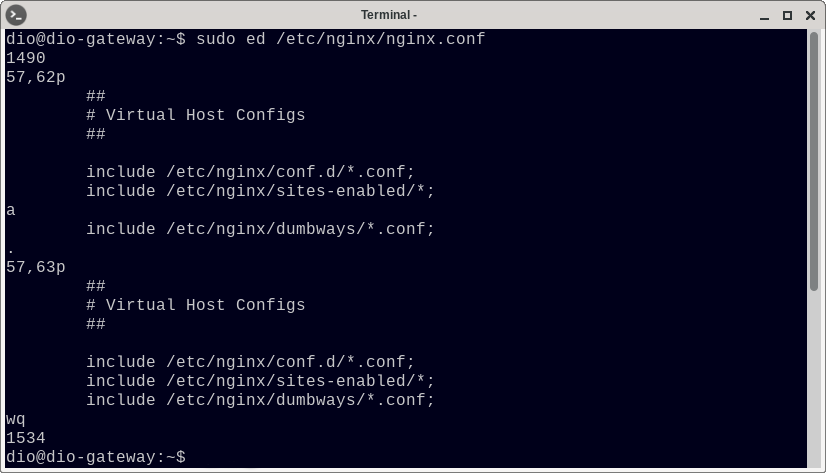 Terminal -
dio@dio-gateway:~$ sudo ed /etc/nginx/nginx.conf
1490
57,62p
        ##
        # Virtual Host Configs
        ##

        include /etc/nginx/conf.d/*.conf;
        include /etc/nginx/sites-enabled/*;
a
        include /etc/nginx/dumbways/*.conf;
.
57,63p
        ##
        # Virtual Host Configs
        ##

        include /etc/nginx/conf.d/*.conf;
        include /etc/nginx/sites-enabled/*;
        include /etc/nginx/dumbways/*.conf;
wq
1534
dio@dio-gateway:~$